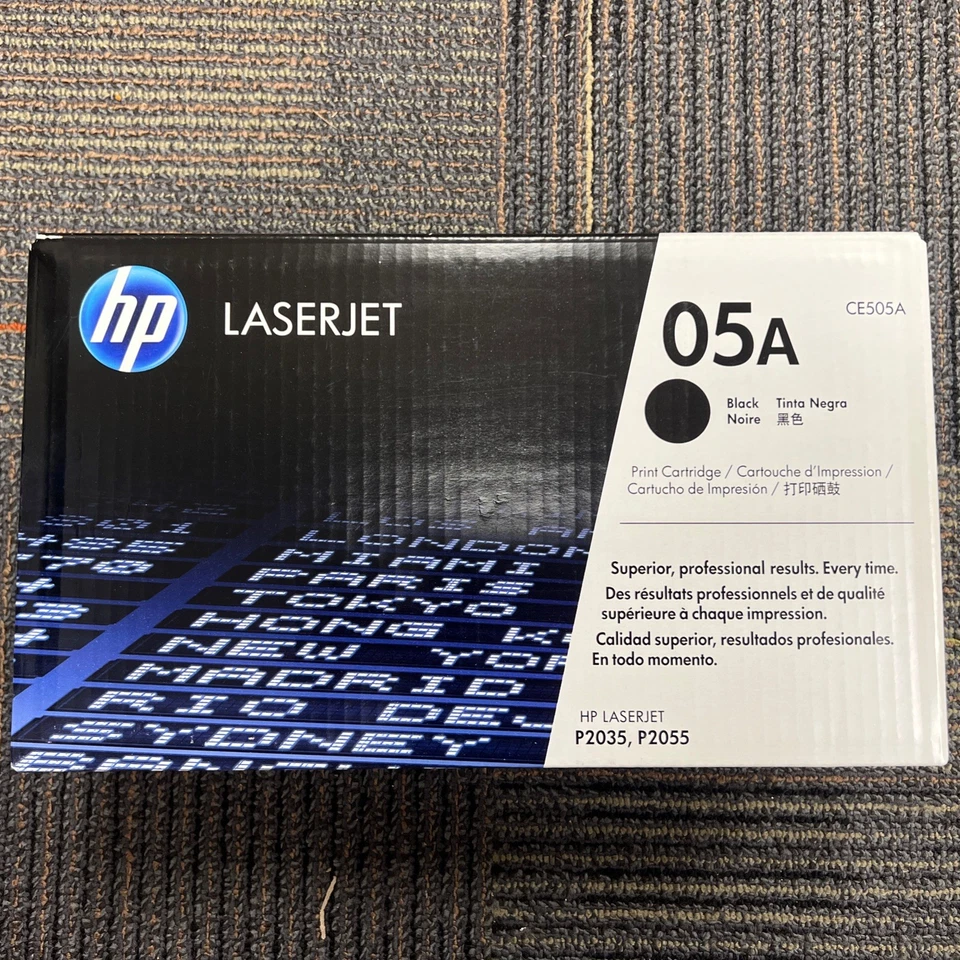 hp
LASERJET
05A
CE505A
Black Tinta Negra
Noire 黑色
Print Cartridge / Cartouche d'Impression /
Cartucho de Impresión / 打印硒鼓
Superior, professional results. Every time.
Des résultats professionnels et de qualité
supérieure à chaque impression.
Calidad superior, resultados profesionales.
En todo momento.
HP LASERJET
P2035, P2055
LONDON
MIAMI
PARIS
TOKYO
HONG K
NEW YOR
MADRID
RIO DE
SYDNEY